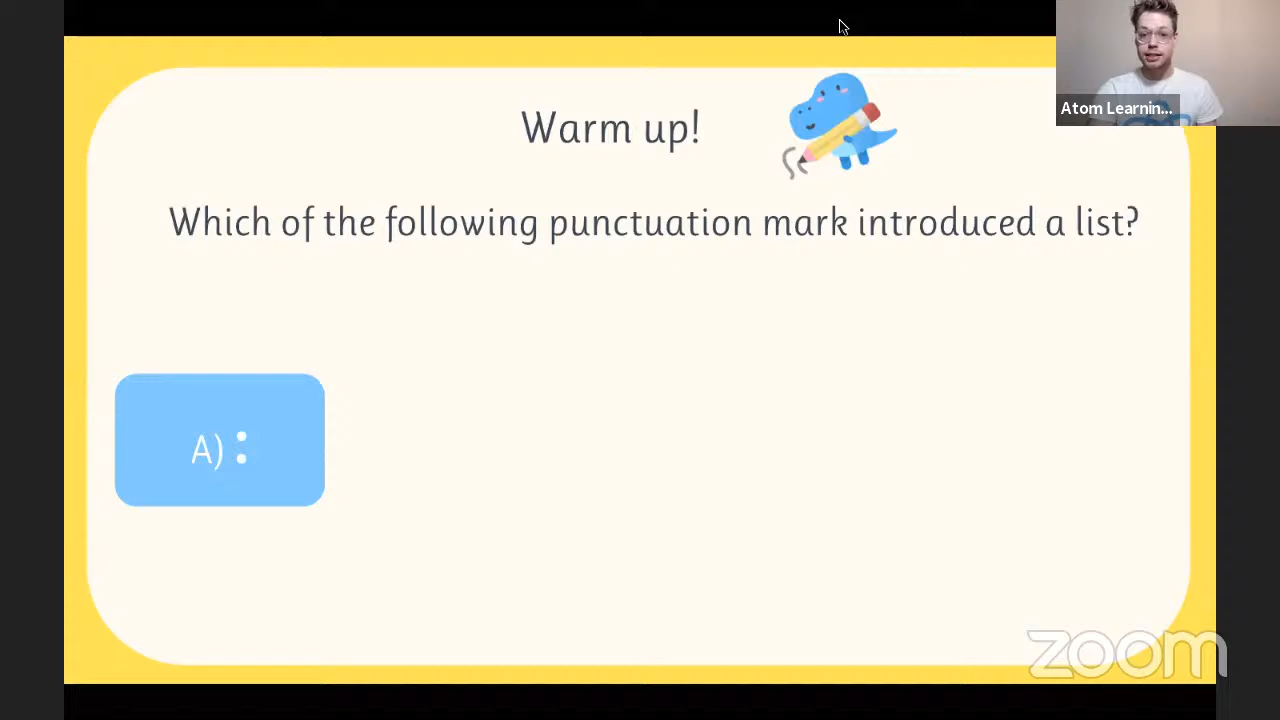 Atom Learnin...
Warm up!
Which of the following punctuation mark introduced a list?
A) :
zoom